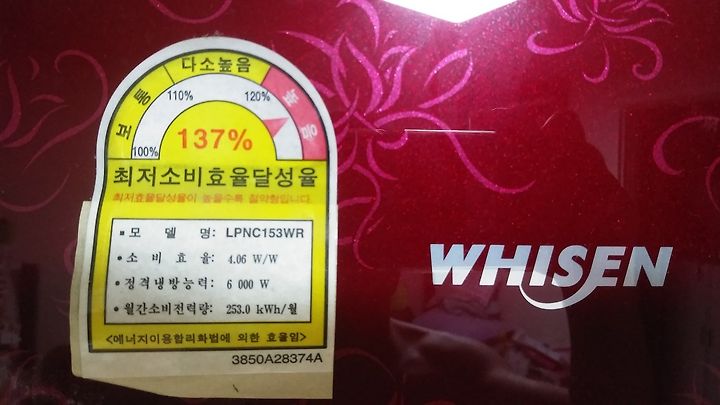 다소높음
보통
높음
110%
120%
100%
137%
최저소비효율달성율
최저효율달성율이 높을수록 절약형입니다.
▪모 델 명: LPNC153WR
▪소 비 효 율: 4.06 W/W
▪정격냉방능력: 6 000 W
▪월간소비전력량: 253.0 kWh/월
<에너지이용합리화법에 의한 효율임>
3850A28374A
WHISEN